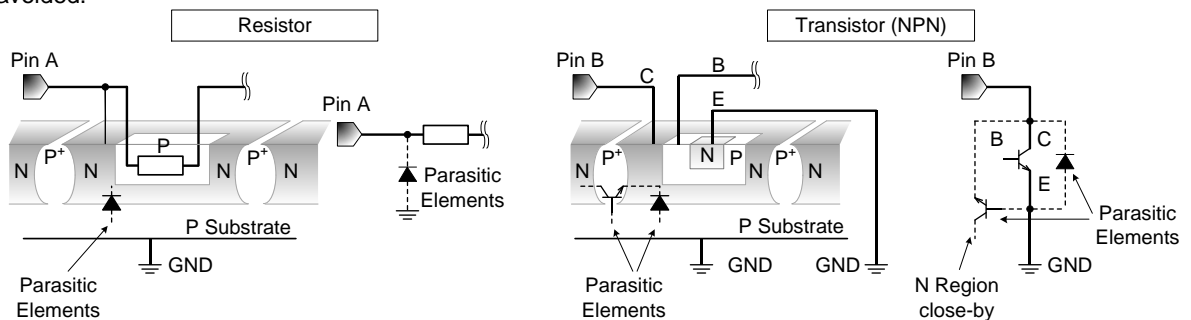 avoided.
Resistor
Transistor (NPN)
Pin A
Pin A
P
N
P+
N
P+
N
N
Parasitic
Elements
P Substrate
GND
Parasitic
Elements
Pin B
C
B
E
N
P+
N
N
P
P+
N
N
P Substrate
GND
GND
Parasitic
Elements
Pin B
B
C
E
Parasitic
Elements
GND
N Region
close-by